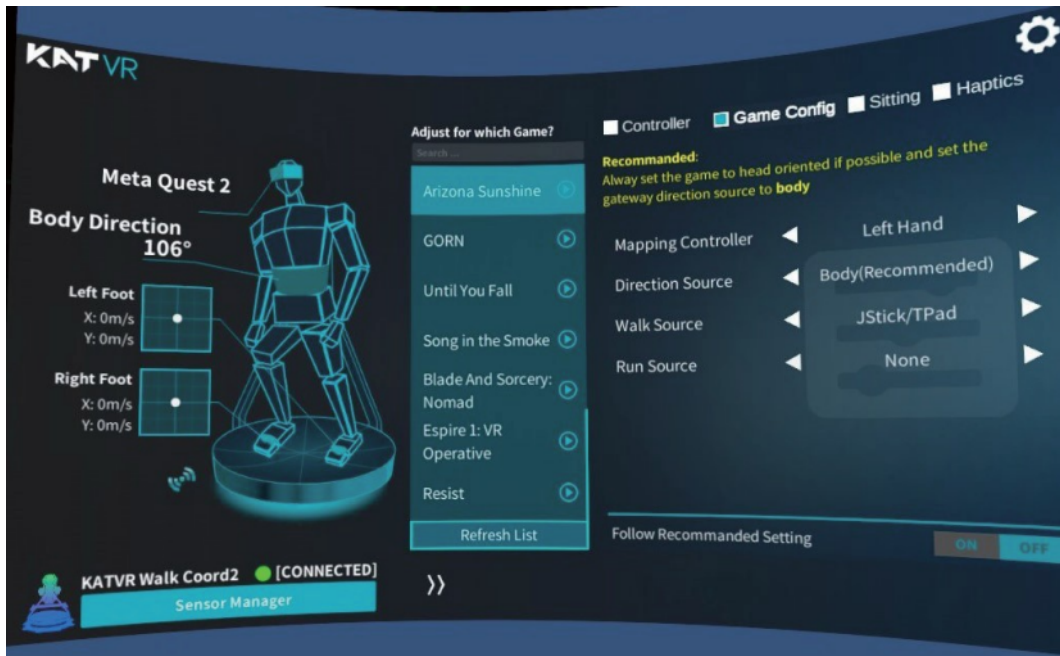 KAT VR
Controller
Game Config
Sitting
Haptics
Adjust for which Game?
Search ...
Recommanded:
Alway set the game to head oriented if possible and set the
gateway direction source to body
Meta Quest 2
Body Direction
106°
Left Foot
X: 0m/s
Y: 0m/s
Right Foot
X: 0m/s
Y: 0m/s
Arizona Sunshine
GORN
Until You Fall
Song in the Smoke
Blade And Sorcery:
Nomad
Espire 1: VR
Operative
Resist
Refresh List
Mapping Controller
Left Hand
Direction Source
Body(Recommended)
Walk Source
JStick/TPad
Run Source
None
Follow Recommanded Setting
ON
OFF
KATVR Walk Coord2
[CONNECTED]
Sensor Manager